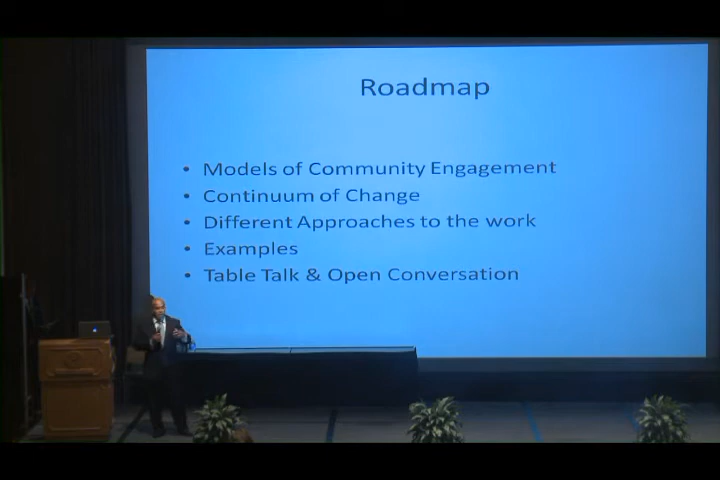 Roadmap
• Models of Community Engagement
• Continuum of Change
• Different Approaches to the work
• Examples
• Table Talk & Open Conversation